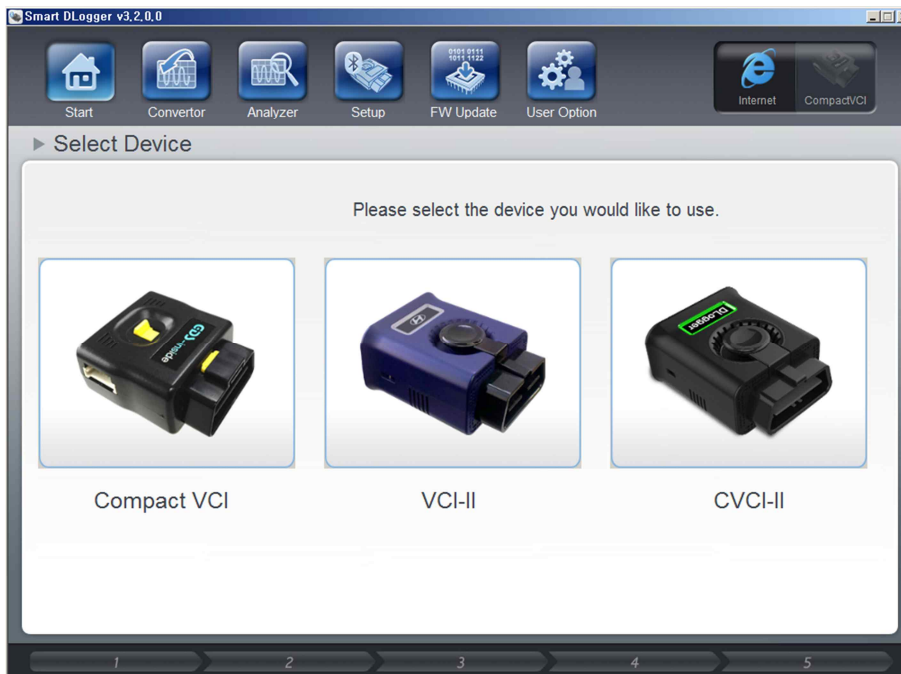 Smart DLogger v3,2,0,0
Start
Convertor
Analyzer
Setup
0101 0111
1011 1122
FW Update
User Option
Internet
CompactVCI
Select Device
Please select the device you would like to use.
GDS inside
DLogger
Compact VCI
VCI-II
CVCI-II
1 2 3 4 5